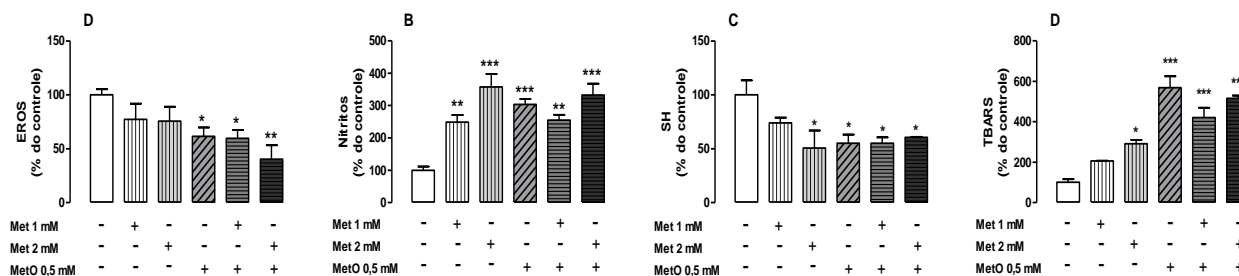 D
B
C
D
EROS
(% do controle)
150
100
50
0
*
*
**
Nitritos
(% do controle)
500
400
300
200
100
0
**
***
***
**
***
SH
(% do controle)
150
100
50
0
*
*
*
*
TBARS
(% do controle)
800
600
400
200
0
*
***
***
Met 1 mM - + - - + -
Met 2 mM - - + - - +
MetO 0.5 mM - - - + + +
Met 1 mM - + - - + -
Met 2 mM - - + - - +
MetO 0,5 mM - - - + + +
Met 1 mM - + - - + -
Met 2 mM - - + - - +
MetO 0,5 mM - - - + + +
Met 1 mM - + - - + -
Met 2 mM - - + - -
MetO 0,5 mM - - - + +